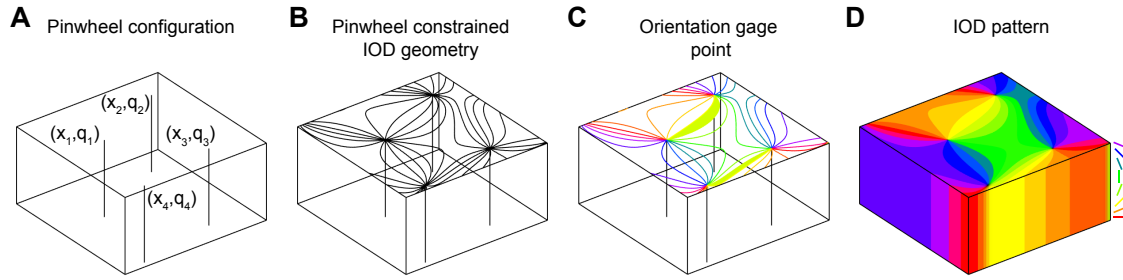 A Pinwheel configuration
(x₂,q₂)
(x₁,q₁) (x₃,q₃)
(x₄,q₄)
B Pinwheel constrained
IOD geometry
C Orientation gage
point
D IOD pattern